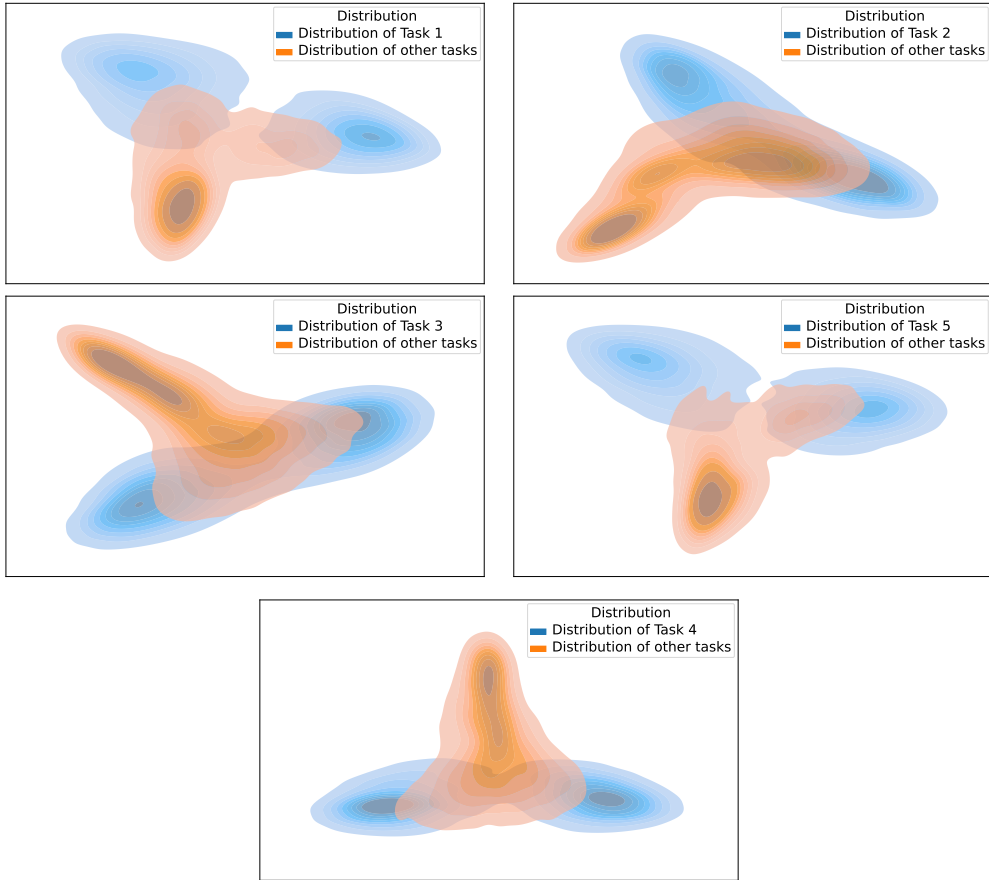 Distribution
Distribution of Task 1
Distribution of other tasks
Distribution
Distribution of Task 2
Distribution of other tasks
Distribution
Distribution of Task 3
Distribution of other tasks
Distribution
Distribution of Task 5
Distribution of other tasks
Distribution
Distribution of Task 4
Distribution of other tasks